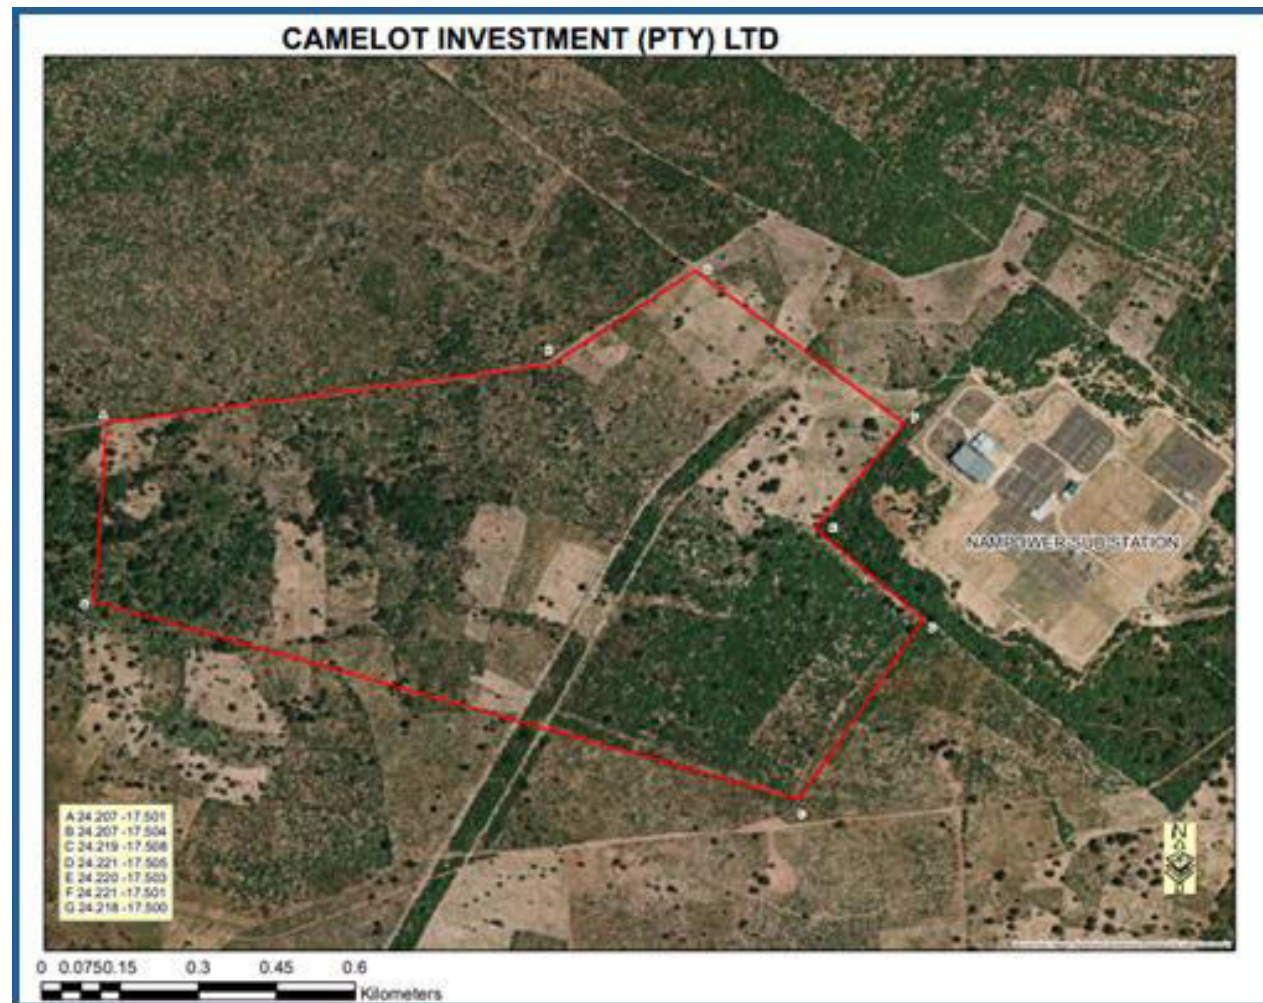 CAMELOT INVESTMENT (PTY) LTD
A
NAMPOWER SUB STATION
A 24.207 -17.501
B 24.207 -17.504
C 24.219 -17.508
D 24.221 -17.505
E 24.220 -17.503
F 24.221 -17.501
G 24.218 -17.500
N
0 0.0750.15 0.3 0.45 0.6
Kilometers